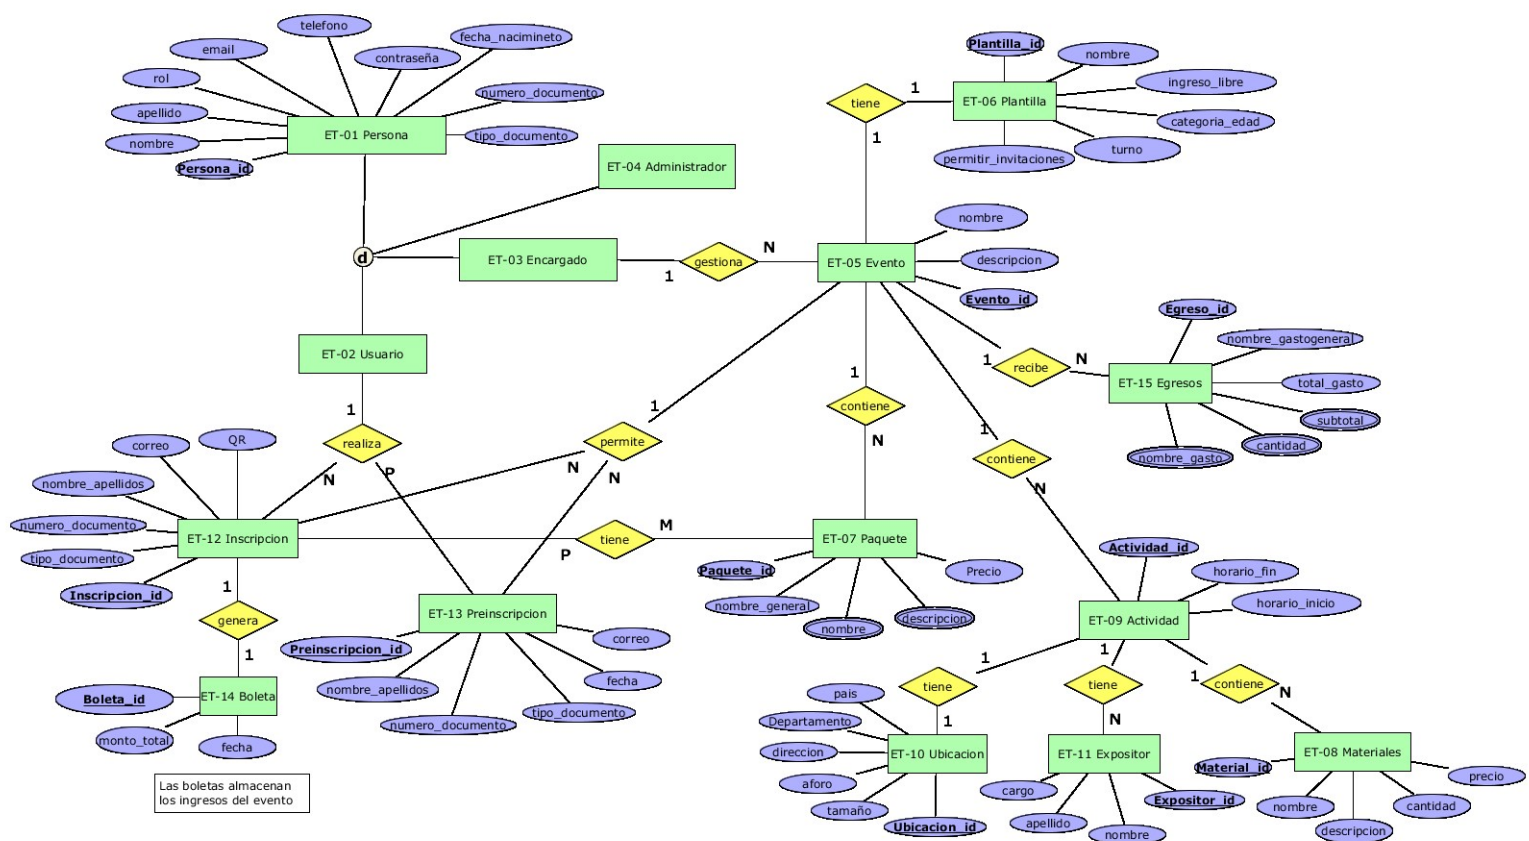 telefono
fecha_nacimineto
email
contraseña
rol
numero_documento
apellido
ET-01 Persona
tipo_documento
nombre
Persona_id
ET-04 Administrador
d
ET-03 Encargado
1
gestiona
N
ET-02 Usuario
1
realiza
N
P
Plantilla_id
nombre
ingreso_libre
tiene
1
1
ET-06 Plantilla
categoria_edad
turno
permitir_invitaciones
nombre
ET-05 Evento
descripcion
Evento_id
Egreso_id
nombre_gastogeneral
1
recibe
N
ET-15 Egresos
total_gasto
subtotal
cantidad
nombre_gasto
1
contiene
N
1
contiene
N
1
permite
N
N
QR
correo
nombre_apellidos
numero_documento
ET-12 Inscripcion
tipo_documento
Inscripcion_id
P
tiene
M
ET-07 Paquete
Paquete_id
Precio
nombre_general
nombre
descripcion
1
genera
1
ET-14 Boleta
Boleta_id
monto_total
fecha
ET-13 Preinscripcion
Preinscripcion_id
correo
nombre_apellidos
fecha
numero_documento
tipo_documento
Actividad_id
horario_fin
horario_inicio
ET-09 Actividad
1
tiene
1
1
tiene
N
1
contiene
N
pais
Departamento
direccion
ET-10 Ubicacion
aforo
tamaño
Ubicacion_id
ET-11 Expositor
cargo
apellido
nombre
Expositor_id
ET-08 Materiales
Material_id
precio
nombre
cantidad
descripcion
Las boletas almacenan
los ingresos del evento